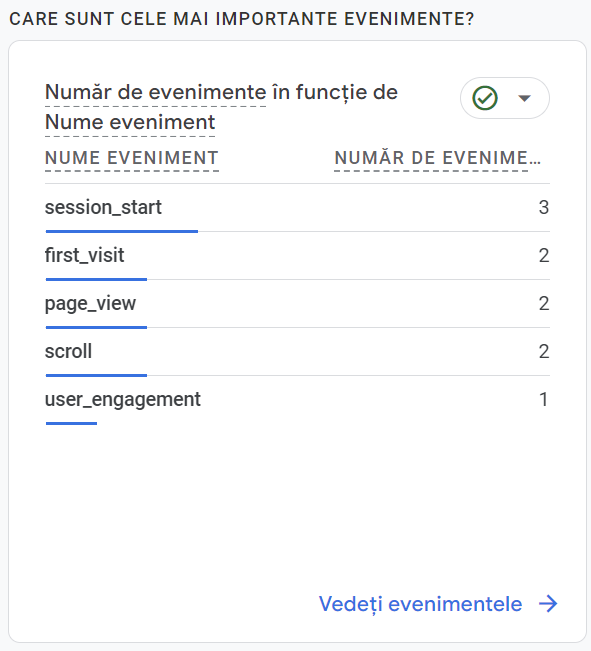 CARE SUNT CELE MAI IMPORTANTE EVENIMENTE?
Număr de evenimente în funcție de
Nume eveniment
NUME EVENIMENT NUMĂR DE EVENIME...
session_start 3
first_visit 2
page_view 2
scroll 2
user_engagement 1
Vedeți evenimentele